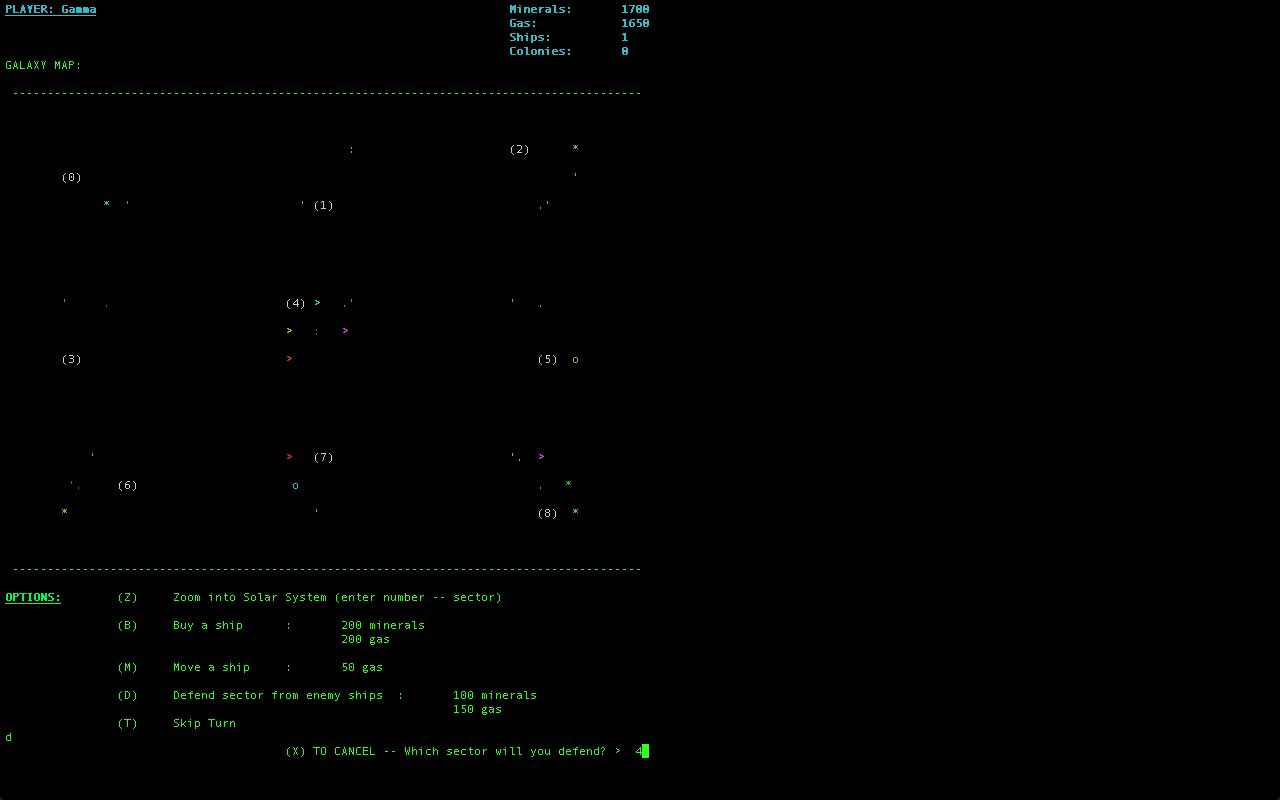 PLAYER: Gamma Minerals: 1700
Gas: 1650
Ships: 1
Colonies: 0
GALAXY MAP:
------------------------------------------------------------------------------------------
: (2) *
(0) '
* ' ' (1) .'
' . (4) > .' ' .
> : >
(3) > (5) o
' > (7) '. >
'. (6) o . *
* ' (8) *
------------------------------------------------------------------------------------------
OPTIONS: (Z) Zoom into Solar System (enter number -- sector)
(B) Buy a ship : 200 minerals
200 gas
(M) Move a ship : 50 gas
(D) Defend sector from enemy ships : 100 minerals
150 gas
(T) Skip Turn
d
(X) TO CANCEL -- Which sector will you defend? > 4